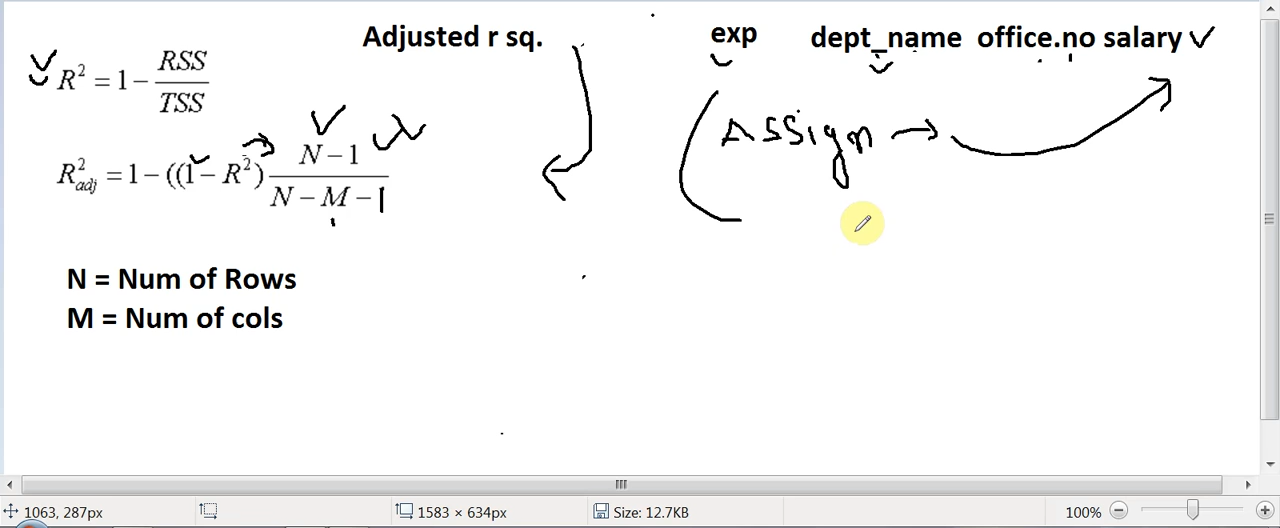 Adjusted r sq.
exp dept_name office.no salary
R² = 1 − RSS/TSS
Assign →
R²adj = 1 − ((1 − R²) (N − 1)/(N − M − 1)
N = Num of Rows
M = Num of cols
1063, 287px
1583 × 634px
Size: 12.7KB
100%